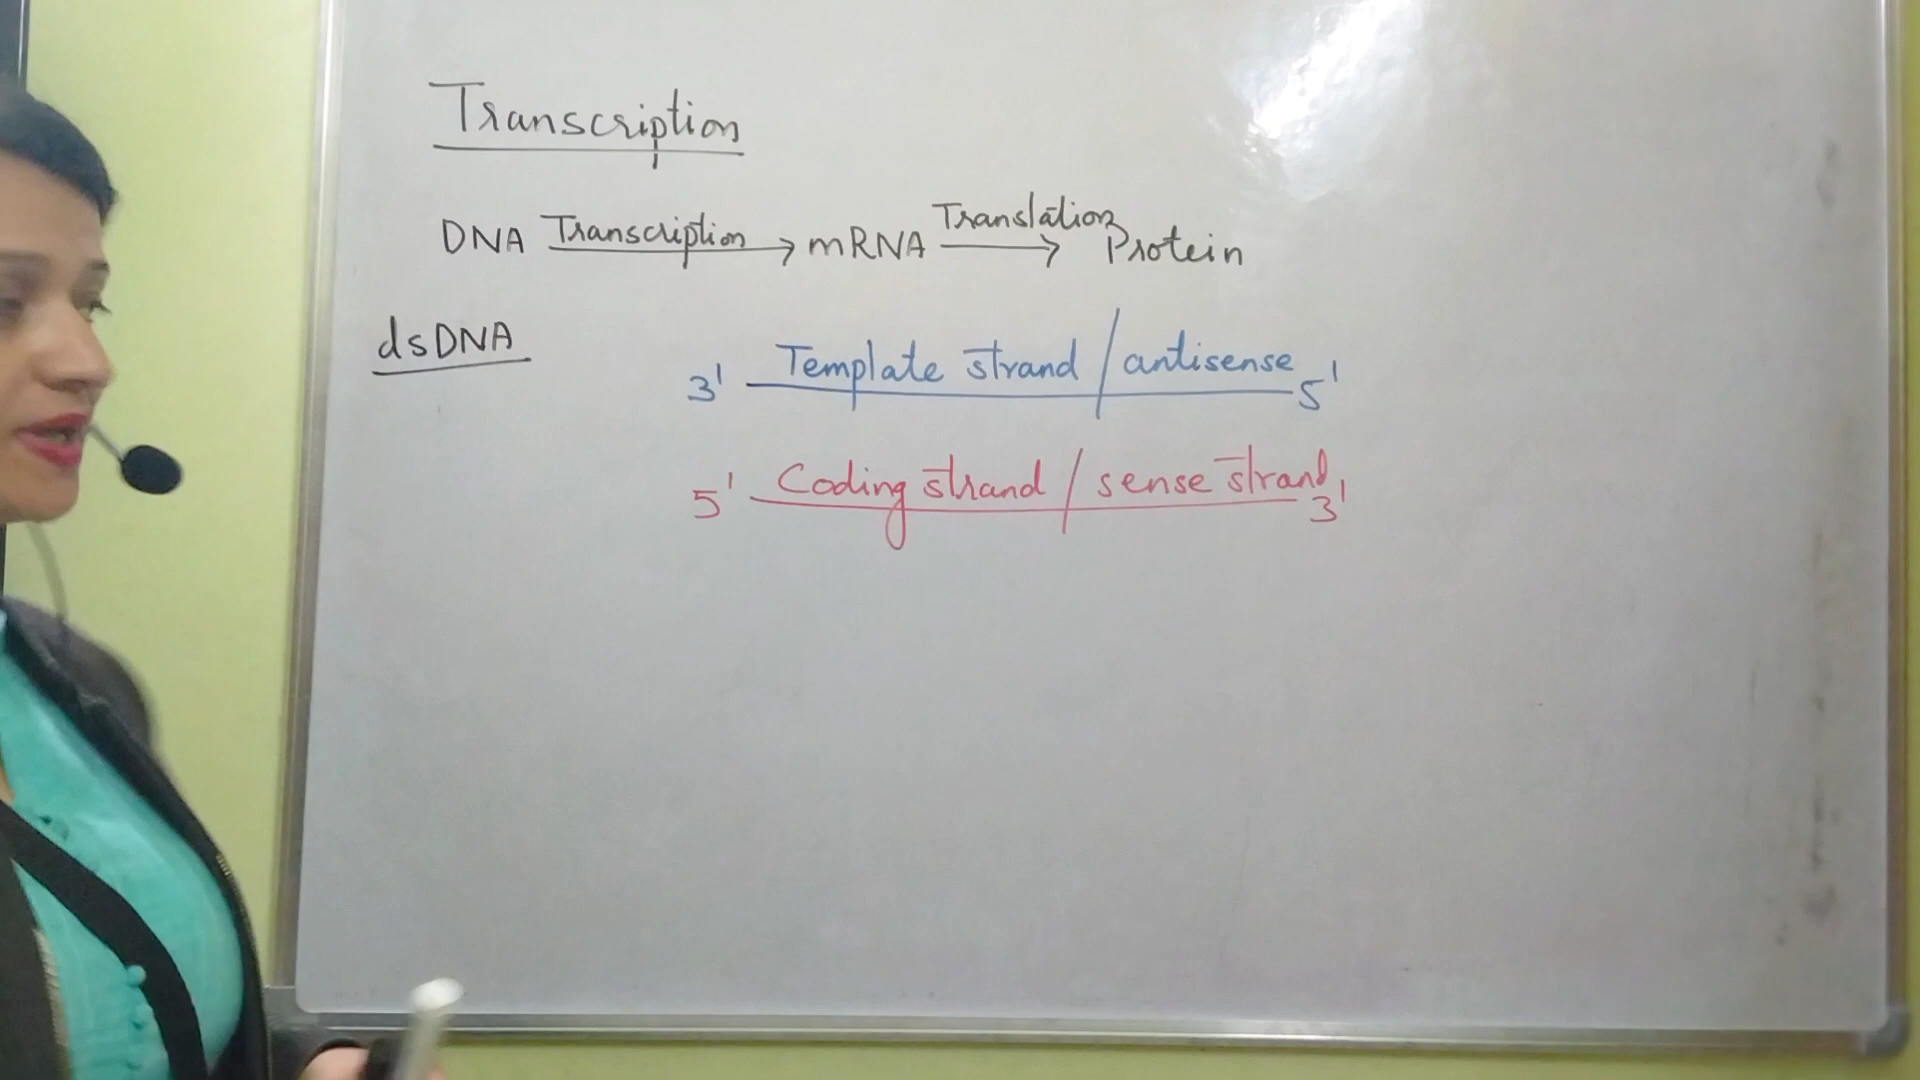 Transcription
DNA Transcription → mRNA Translation → Protein
dsDNA
3' Template strand / antisense 5'
5' Coding strand / sense strand 3'